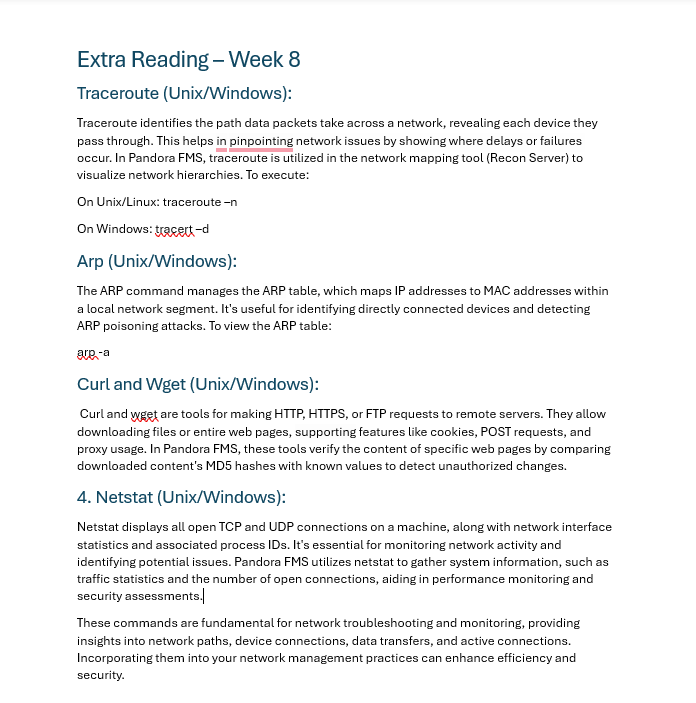 Extra Reading – Week 8
Traceroute (Unix/Windows):
Traceroute identifies the path data packets take across a network, revealing each device they
pass through. This helps in pinpointing network issues by showing where delays or failures
occur. In Pandora FMS, traceroute is utilized in the network mapping tool (Recon Server) to
visualize network hierarchies. To execute:
On Unix/Linux: traceroute –n
On Windows: tracert –d
Arp (Unix/Windows):
The ARP command manages the ARP table, which maps IP addresses to MAC addresses within
a local network segment. It's useful for identifying directly connected devices and detecting
ARP poisoning attacks. To view the ARP table:
arp -a
Curl and Wget (Unix/Windows):
Curl and wget are tools for making HTTP, HTTPS, or FTP requests to remote servers. They allow
downloading files or entire web pages, supporting features like cookies, POST requests, and
proxy usage. In Pandora FMS, these tools verify the content of specific web pages by comparing
downloaded content's MD5 hashes with known values to detect unauthorized changes.
4. Netstat (Unix/Windows):
Netstat displays all open TCP and UDP connections on a machine, along with network interface
statistics and associated process IDs. It's essential for monitoring network activity and
identifying potential issues. Pandora FMS utilizes netstat to gather system information, such as
traffic statistics and the number of open connections, aiding in performance monitoring and
security assessments.
These commands are fundamental for network troubleshooting and monitoring, providing
insights into network paths, device connections, data transfers, and active connections.
Incorporating them into your network management practices can enhance efficiency and
security.